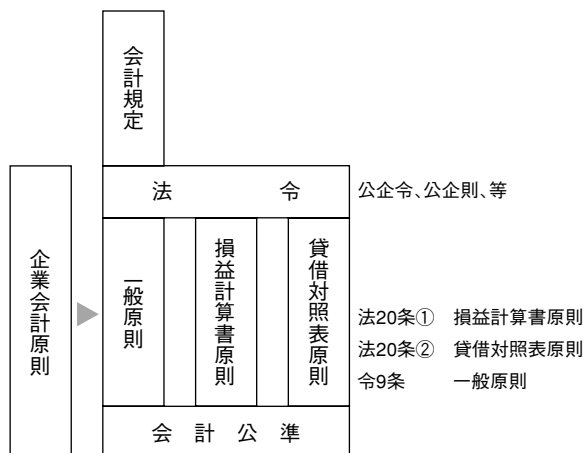 会計規定
法　令
公企令、公企則、等
企業会計原則
一般原則
損益計算書原則
貸借対照表原則
法20条①　損益計算書原則
法20条②　貸借対照表原則
令9条　一般原則
会計公準